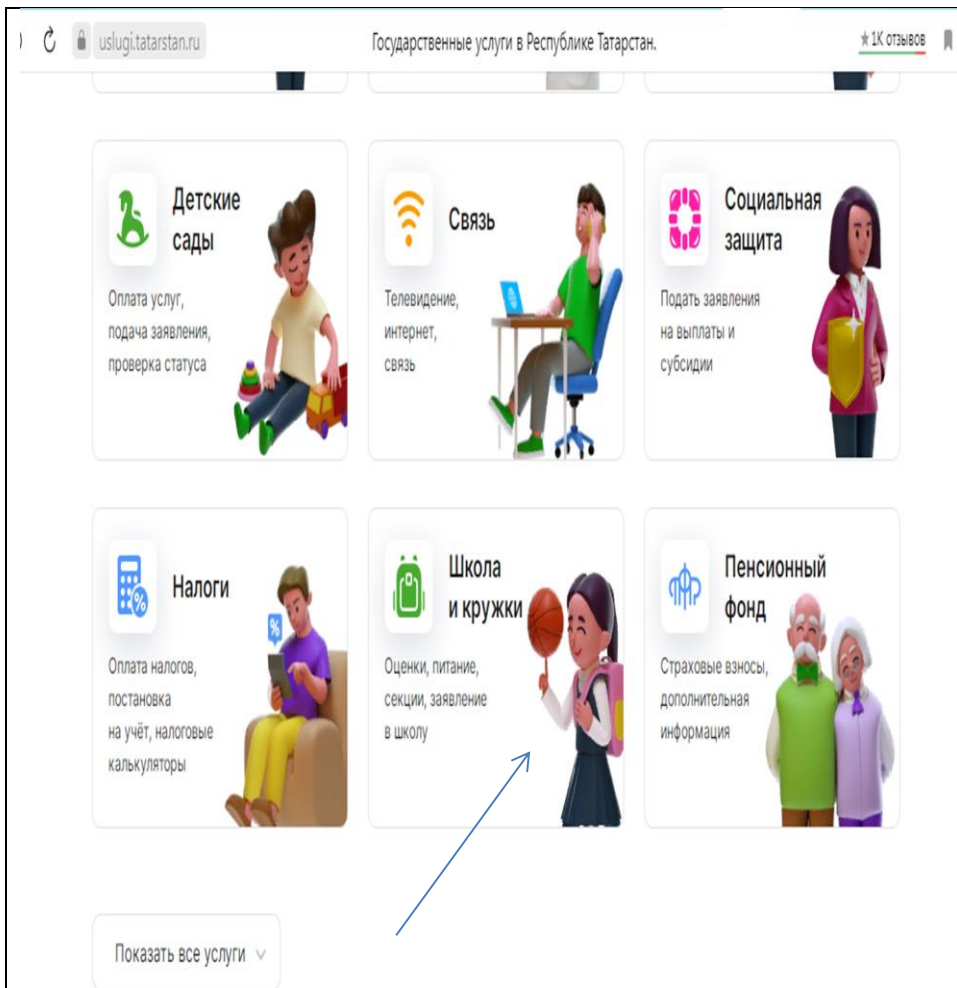 uslugi.tatarstan.ru
Государственные услуги в Республике Татарстан.
★ 1К отзывов
Детские
сады
Оплата услуг,
подача заявления,
проверка статуса
Связь
Телевидение,
интернет,
связь
Социальная
защита
Подать заявления
на выплаты и
субсидии
Налоги
%
%
Оплата налогов,
постановка
на учёт, налоговые
калькуляторы
Школа
и кружки
Оценки, питание,
секции, заявление
в школу
Пенсионный
фонд
Страховые взносы,
дополнительная
информация
Показать все услуги